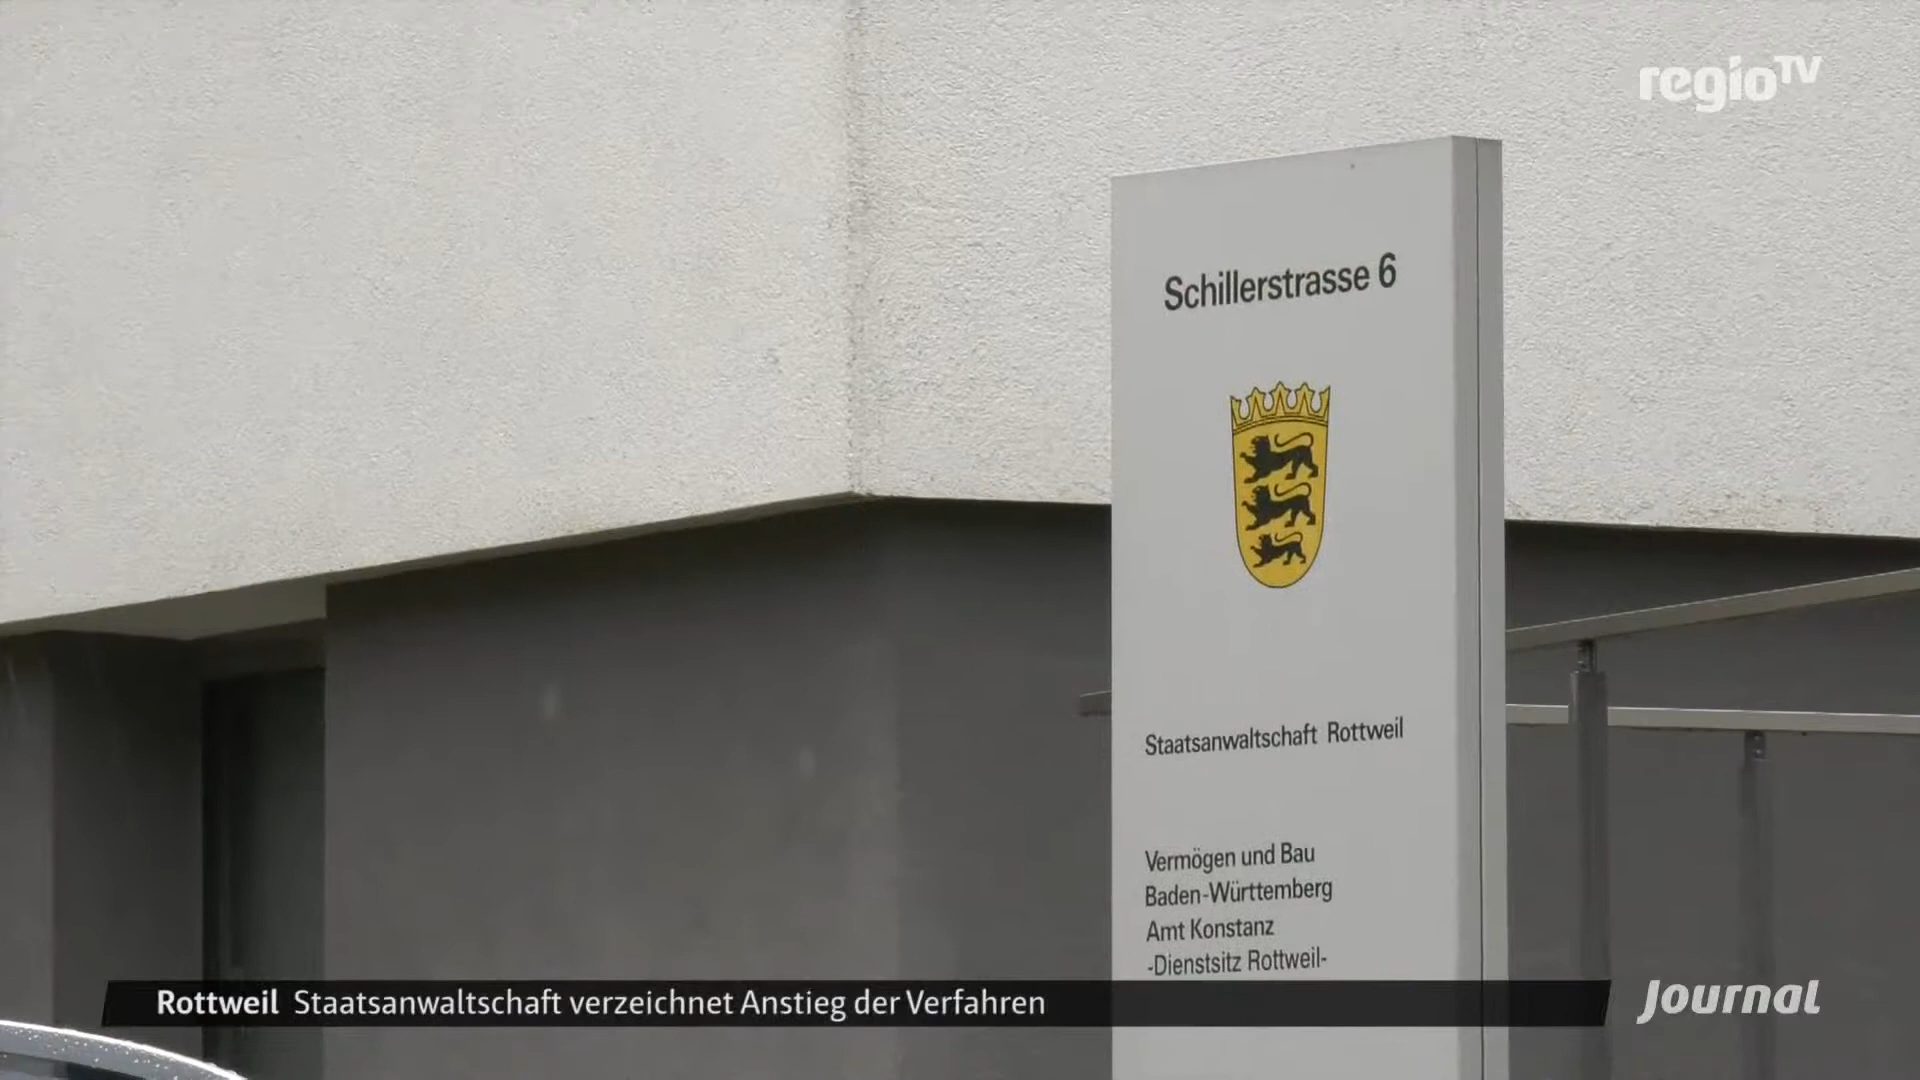 regioTV
Schillerstrasse 6
Staatsanwaltschaft Rottweil
Vermögen und Bau
Baden-Württemberg
Amt Konstanz
-Dienstsitz Rottweil-
Rottweil Staatsanwaltschaft verzeichnet Anstieg der Verfahren
Journal